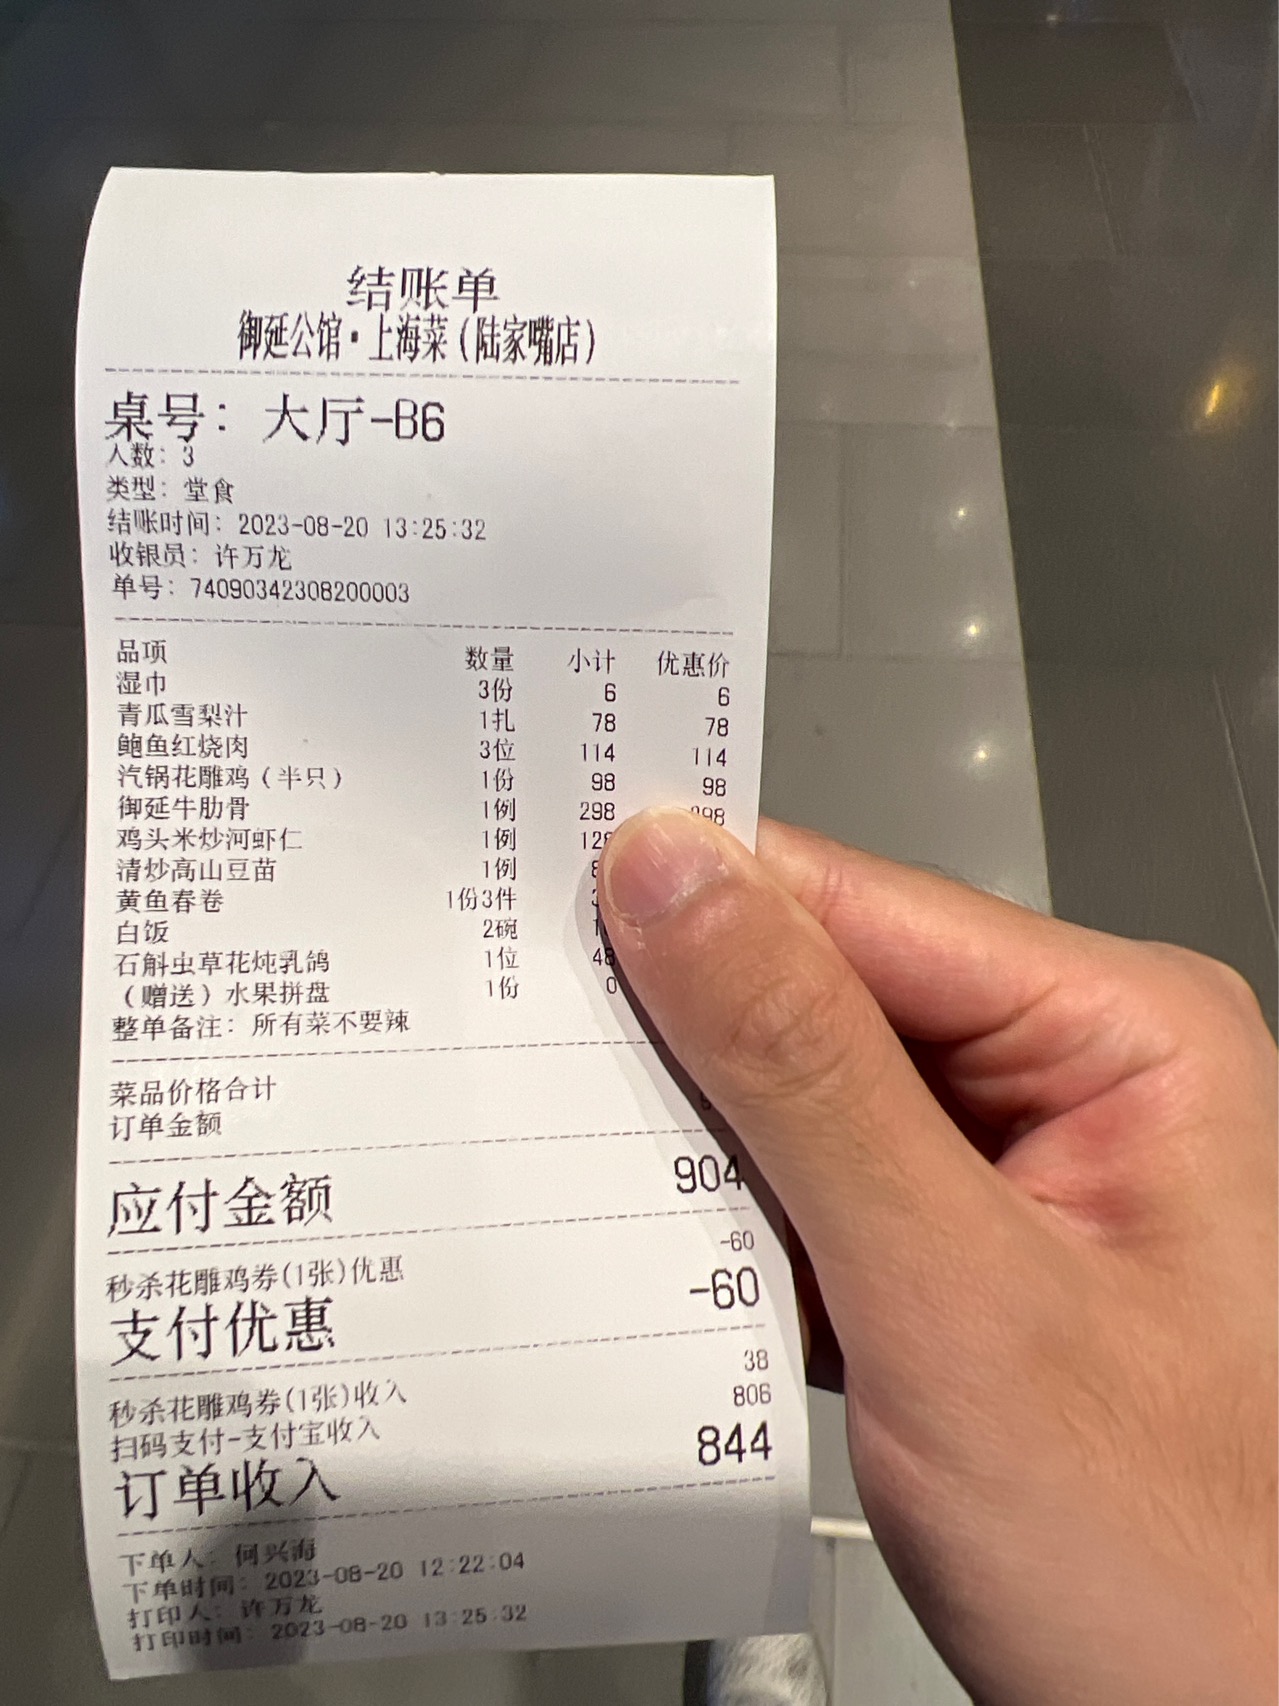 结账单
御延公馆·上海菜(陆家嘴店)
桌号: 大厅-B6
人数: 3
类型: 堂食
结账时间: 2023-08-20 13:25:32
收银员: 许万龙
单号: 74090342308200003
品项 数量 小计 优惠价
湿巾 3份 6 6
青瓜雪梨汁 1扎 78 78
鲍鱼红烧肉 3位 114 114
汽锅花雕鸡(半只) 1份 98 98
御延牛肋骨 1例 298
鸡头米炒河虾仁 1例
清炒高山豆苗 1例
黄鱼春卷 1份3件
白饭 2碗
石斛虫草花炖乳鸽 1位 48
(赠送)水果拼盘 1份 0
整单备注: 所有菜不要辣
菜品价格合计
订单金额
应付金额 904
秒杀花雕鸡券(1张)优惠 -60
支付优惠 -60
秒杀花雕鸡券(1张)收入 38
扫码支付-支付宝收入 806
订单收入 844
下单人: 何兴海
下单时间: 2023-08-20 12:22:04
打印人: 许万龙
打印时间: 2023-08-20 13:25:32